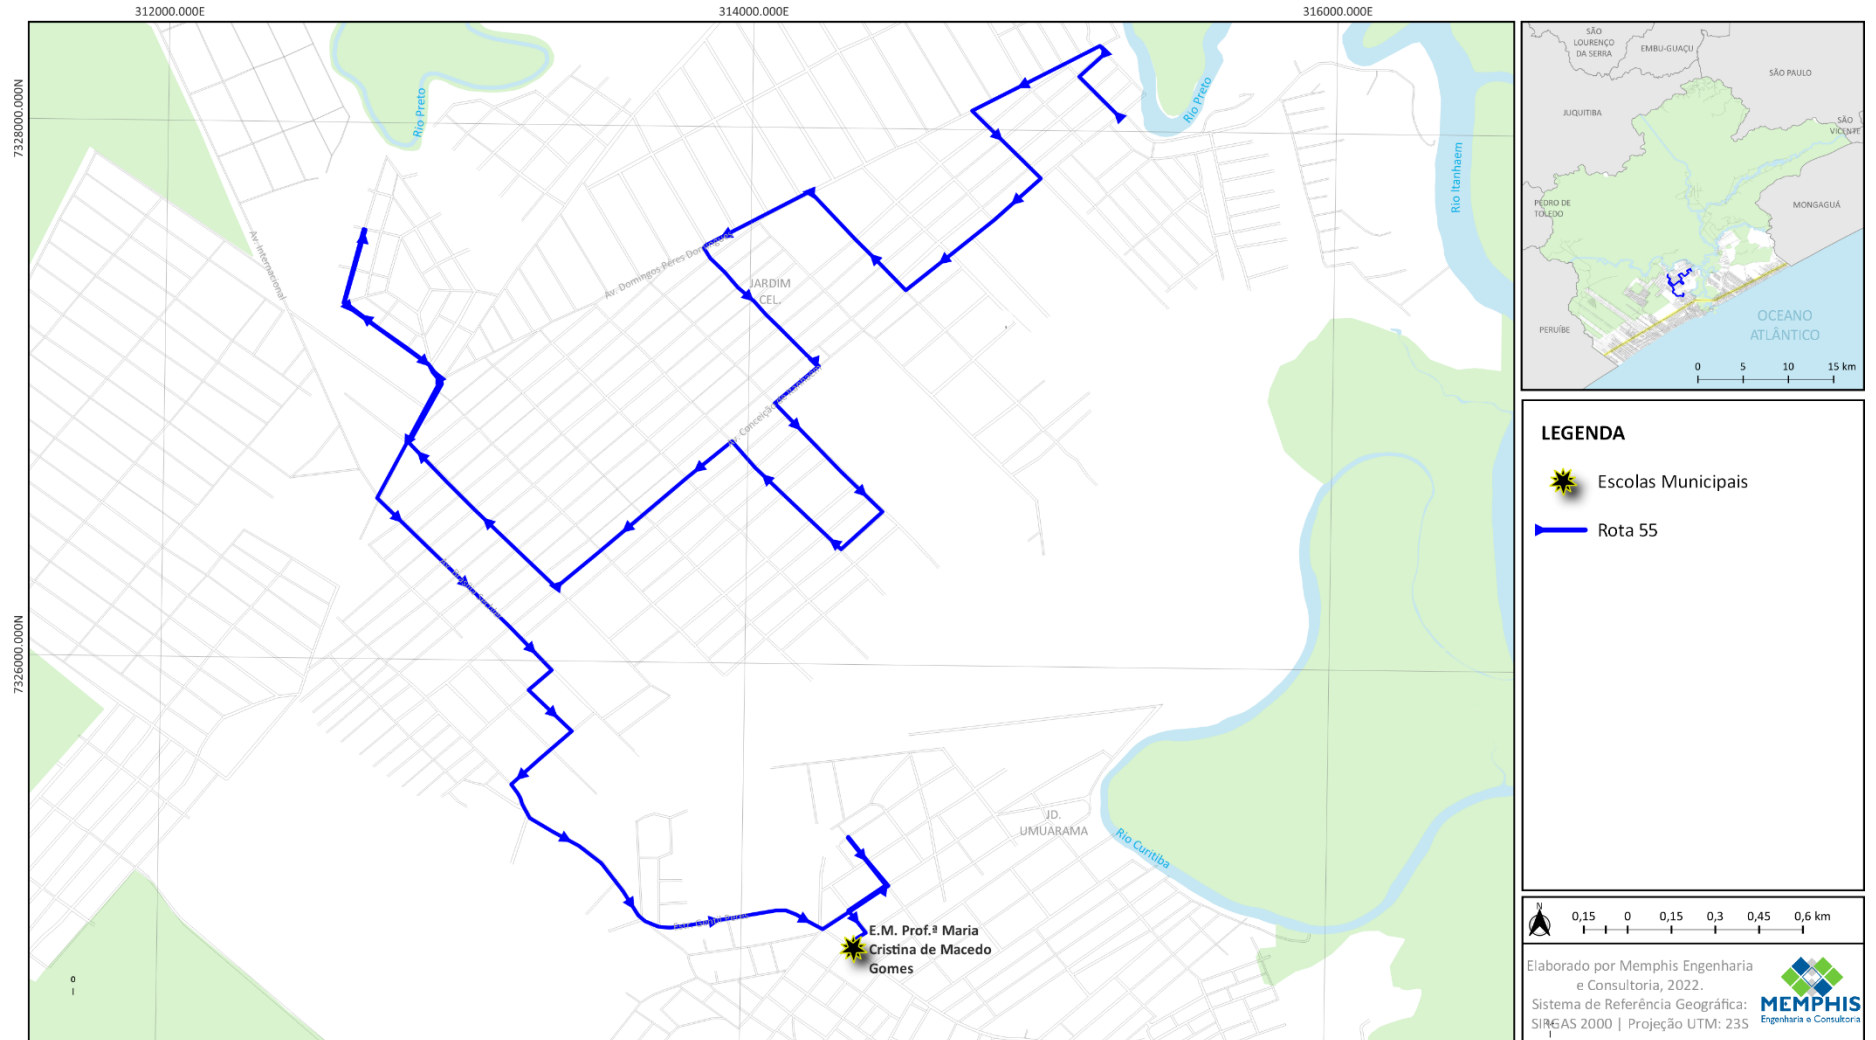 312000.000E
314000.000E
316000.000E
7328000.000N
7326000.000N
Rio Preto
Rio Preto
Rio Itanhaem
Av. Internacional
Av. Domingos Peres Domingues
JARDIM
CEL.
JD.
UMUARAMA
Rio Curitiba
E.M. Prof.ª Maria
Cristina de Macedo
Gomes
SÃO
LOURENÇO
DA SERRA
EMBU-GUAÇU
SÃO PAULO
JUQUITIBA
SÃO
VICENTE
PEDRO DE
TOLEDO
MONGAGUÁ
PERUÍBE
OCEANO
ATLÂNTICO
0 5 10 15 km
LEGENDA
Escolas Municipais
Rota 55
N
0,15 0 0,15 0,3 0,45 0,6 km
Elaborado por Memphis Engenharia
e Consultoria, 2022.
Sistema de Referência Geográfica:
SIRGAS 2000 | Projeção UTM: 23S
MEMPHIS
Engenharia e Consultoria